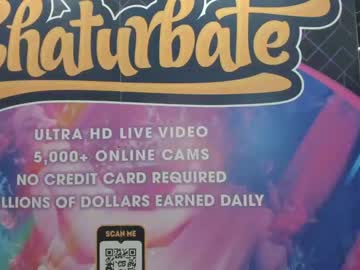 Chaturbate
ULTRA HD LIVE VIDEO
5,000+ ONLINE CAMS
NO CREDIT CARD REQUIRED
LLIONS OF DOLLARS EARNED DAILY
SCAN ME